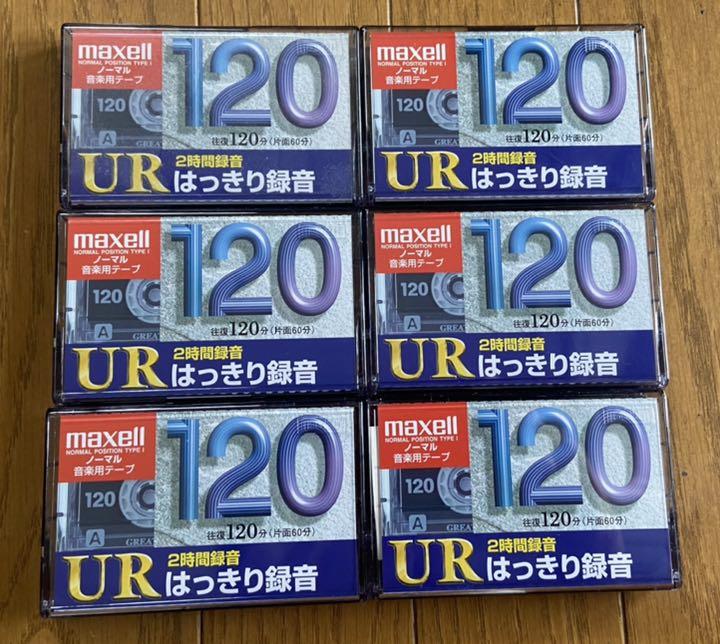 maxell
NORMAL POSITION TYPE I
ノーマル
音楽用テープ
120
120
A
GREAT
往復120分(片面60分)
UR
2時間録音
はっきり録音
maxell
NORMAL POSITION TYPE I
ノーマル
音楽用テープ
120
120
A
GREA
往復120分(片面60分)
UR
2時間録音
はっきり録音
maxell
NORMAL POSITION TYPE I
ノーマル
音楽用テープ
120
120
A
GREA
往復120分(片面60分)
UR
2時間録音
はっきり録音
maxell
NORMAL POSITION TYPE I
ノーマル
音楽用テープ
120
120
A
GREA
往復120分(片面60分)
UR
2時間録音
はっきり録音
maxell
NORMAL POSITION TYPE I
ノーマル
音楽用テープ
120
120
A
GREA
往復120分(片面60分)
UR
2時間録音
はっきり録音
maxell
NORMAL POSITION TYPE I
ノーマル
音楽用テープ
120
120
A
GREA
往復120分(片面60分)
UR
2時間録音
はっきり録音